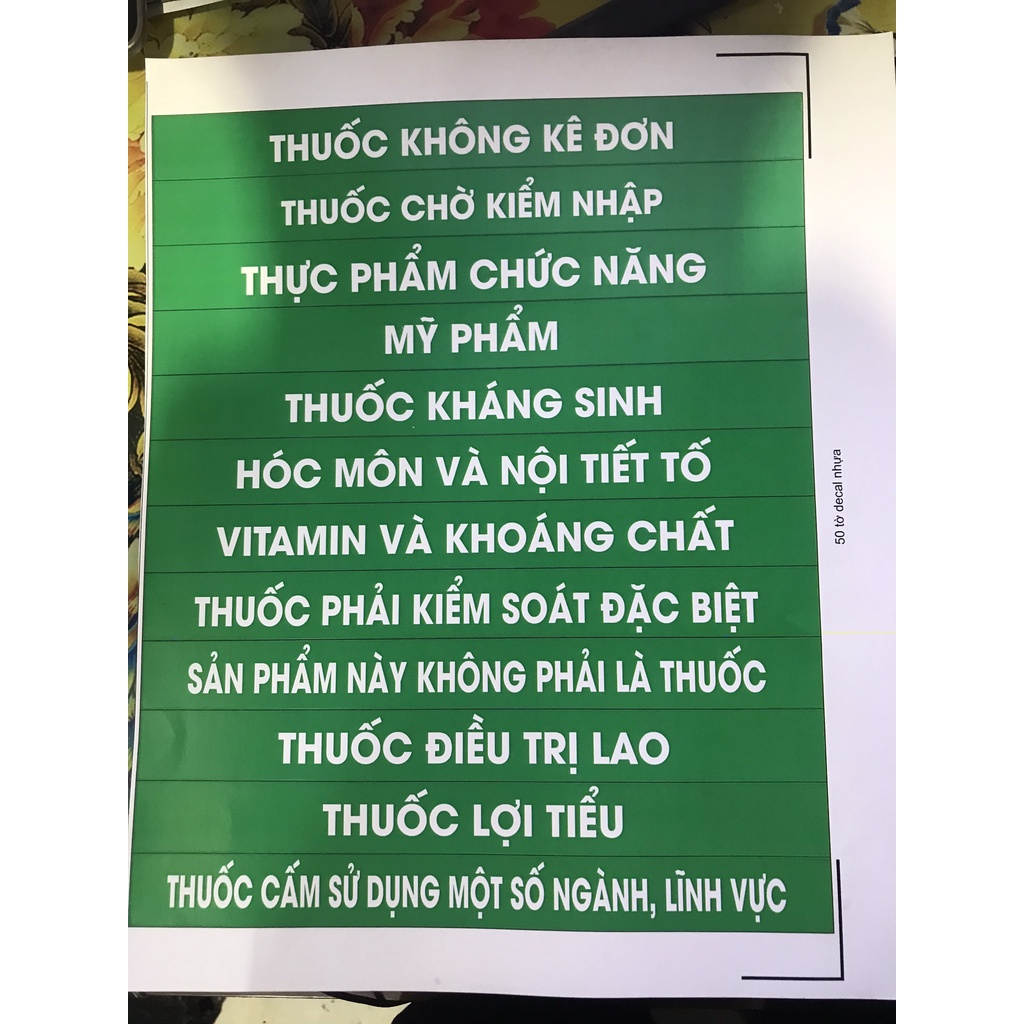 THUỐC KHÔNG KÊ ĐƠN
THUỐC CHỜ KIỂM NHẬP
THỰC PHẨM CHỨC NĂNG
MỸ PHẨM
THUỐC KHÁNG SINH
HÓC MÔN VÀ NỘI TIẾT TỐ
VITAMIN VÀ KHOÁNG CHẤT
THUỐC PHẢI KIỂM SOÁT ĐẶC BIỆT
SẢN PHẨM NÀY KHÔNG PHẢI LÀ THUỐC
THUỐC ĐIỀU TRỊ LAO
THUỐC LỢI TIỂU
THUỐC CẤM SỬ DỤNG MỘT SỐ NGÀNH, LĨNH VỰC
50 tờ decal nhựa